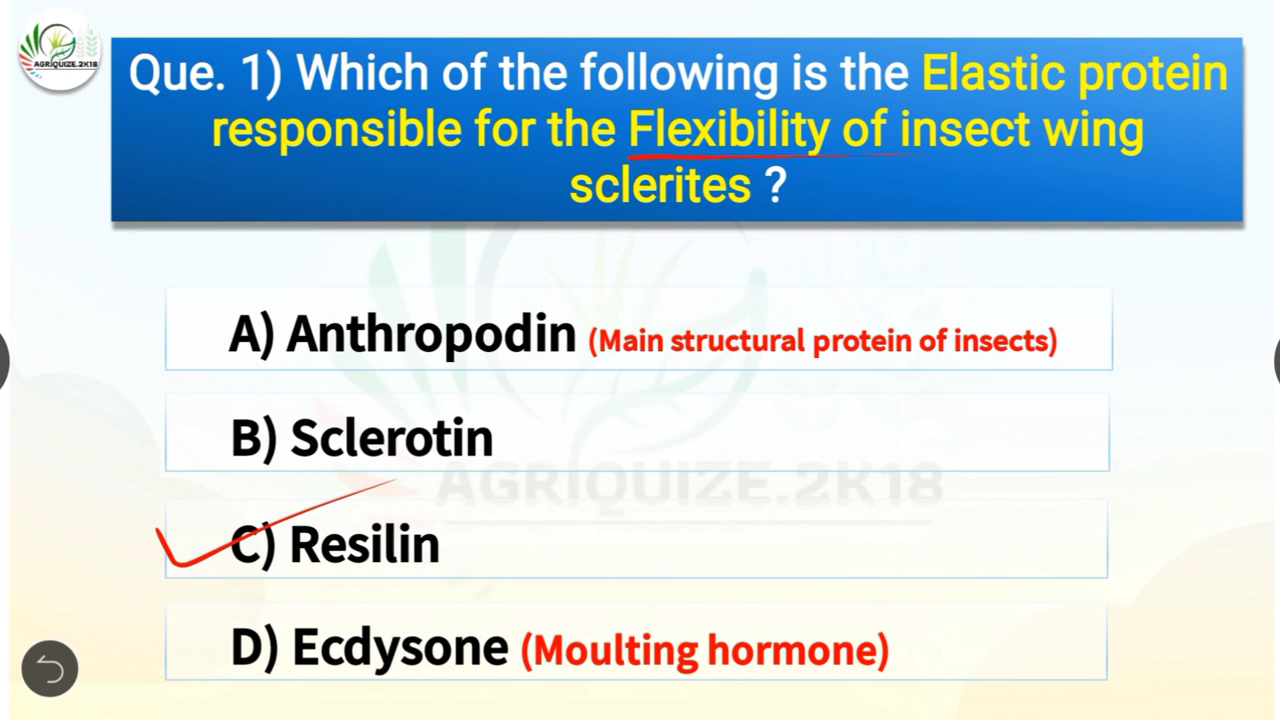 AGRIQUIZE.2K18
Que. 1) Which of the following is the Elastic protein
responsible for the Flexibility of insect wing
sclerites ?
A) Anthropodin (Main structural protein of insects)
B) Sclerotin
AGRIQUIZE.2K18
C) Resilin
D) Ecdysone (Moulting hormone)